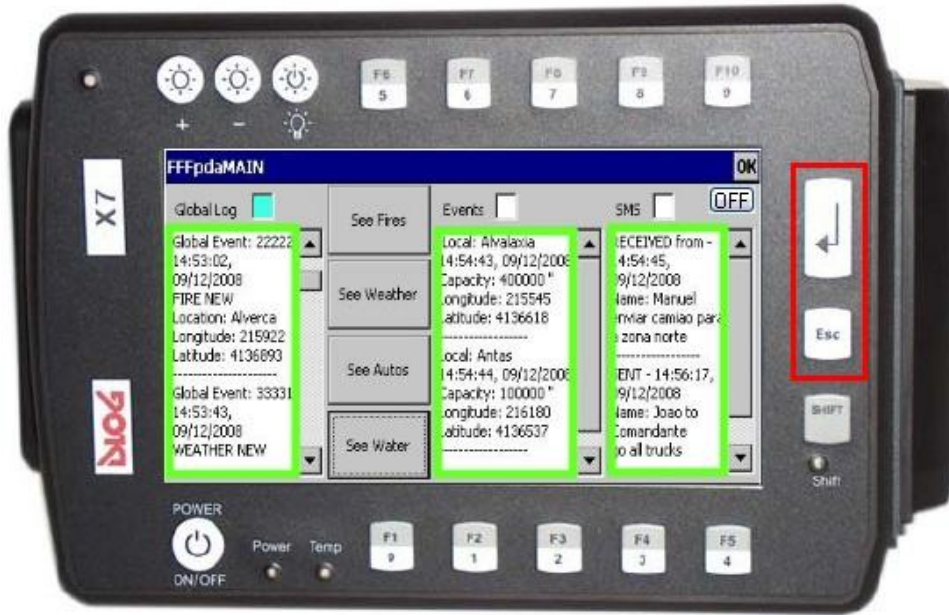 + -
F6 F7 F8 F9 F10
5 6 7 8
X7
DLOG
FFFpdaMAIN OK
Global Log
Global Event: 22222
14:53:02,
09/12/2008
FIRE NEW
Location: Alverca
Longitude: 215922
Latitude: 4136893
--------------------
Global Event: 33331
14:53:43,
09/12/2008
WEATHER NEW
See Fires
See Weather
See Autos
See Water
Events
Local: Alvalaxia
14:54:43, 09/12/2008
Capacity: 400000 "
Longitude: 215545
Latitude: 4136618
------------------
Local: Antas
14:54:44, 09/12/2008
Capacity: 100000 "
Longitude: 216180
Latitude: 4136537
------------------
SMS OFF
RECEIVED from -
14:54:45,
09/12/2008
Name: Manuel
enviar camiao para
a zona norte
------------------
SENT - 14:56:17,
09/12/2008
Name: Joao to
Comandante
go all trucks
Esc
SHIFT
Shift
POWER
ON/OFF
Power Temp
F1 F2 F3 F4 F5
1 2 3 4